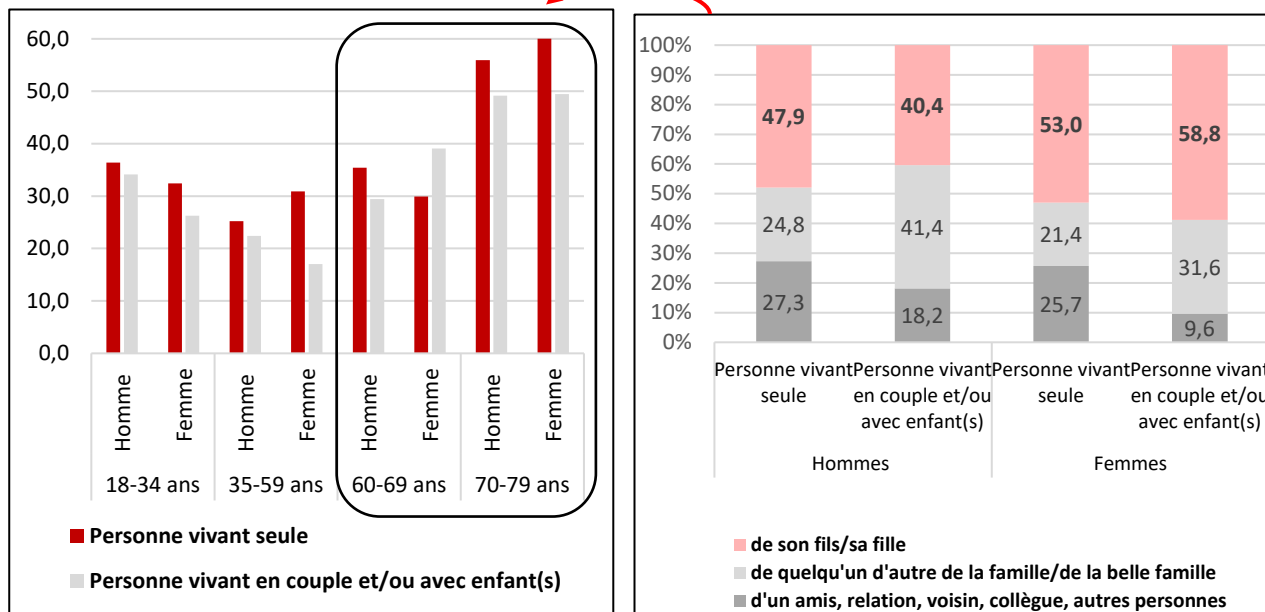 60,0
50,0
40,0
30,0
20,0
10,0
0,0
Homme Femme Homme Femme Homme Femme Homme Femme
18-34 ans 35-59 ans 60-69 ans 70-79 ans
Personne vivant seule
Personne vivant en couple et/ou avec enfant(s)
100%
90%
80%
70%
60%
50%
40%
30%
20%
10%
0%
47,9 40,4 53,0 58,8
24,8 41,4 21,4 31,6
27,3 18,2 25,7 9,6
Personne vivant Personne vivant Personne vivant Personne vivant
seule en couple et/ou seule en couple et/ou
avec enfant(s) avec enfant(s)
Hommes Femmes
de son fils/sa fille
de quelqu'un d'autre de la famille/de la belle famille
d'un amis, relation, voisin, collègue, autres personnes